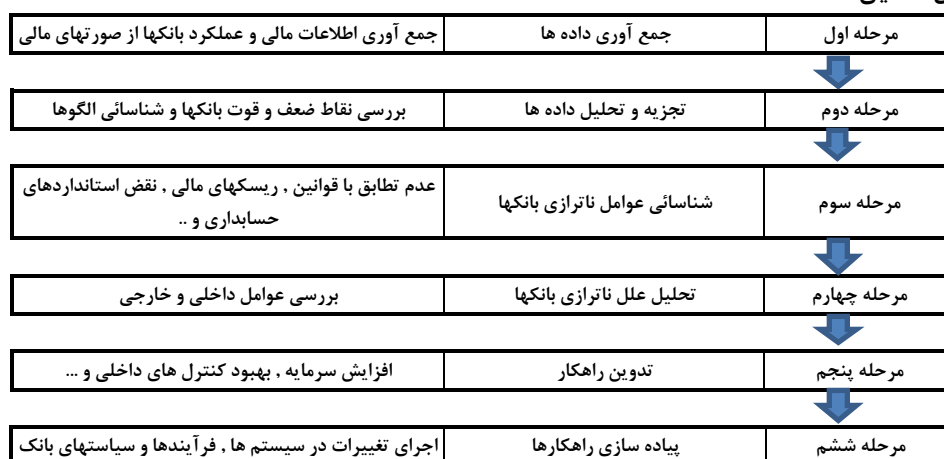 مرحله اول جمع آوری داده ها جمع آوری اطلاعات مالی و عملکرد بانکها از صورتهای مالی
مرحله دوم تجزیه و تحلیل داده ها بررسی نقاط ضعف و قوت بانکها و شناسائی الگوها
مرحله سوم شناسائی عوامل ناترازی بانکها عدم تطابق با قوانین , ریسکهای مالی , نقض استانداردهای
حسابداری و ..
مرحله چهارم تحلیل علل ناترازی بانکها بررسی عوامل داخلی و خارجی
مرحله پنجم تدوین راهکار افزایش سرمایه , بهبود کنترل های داخلی و ...
مرحله ششم پیاده سازی راهکارها اجرای تغییرات در سیستم ها , فرآیندها و سیاستهای بانک